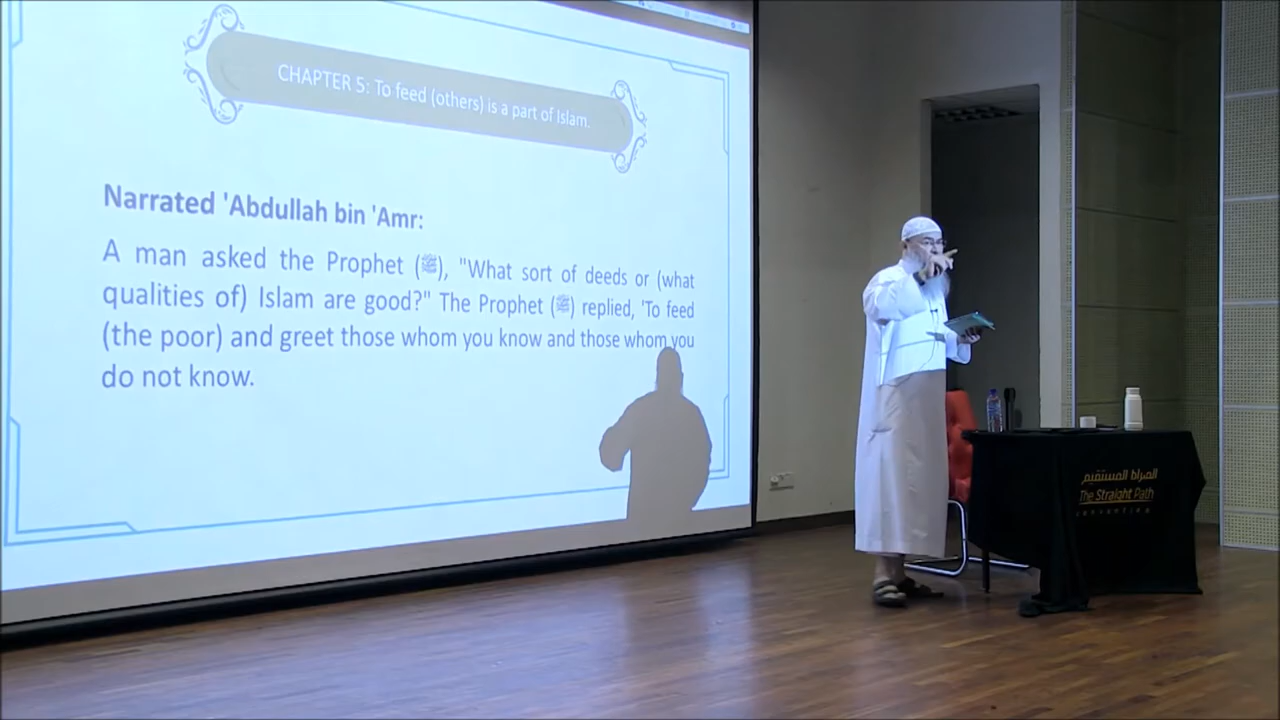 CHAPTER 5: To feed (others) is a part of Islam.
Narrated 'Abdullah bin 'Amr:
A man asked the Prophet (ﷺ), "What sort of deeds or (what
qualities of) Islam are good?" The Prophet (ﷺ) replied, 'To feed
(the poor) and greet those whom you know and those whom you
do not know.
الصراط المستقيم
The Straight Path
convention